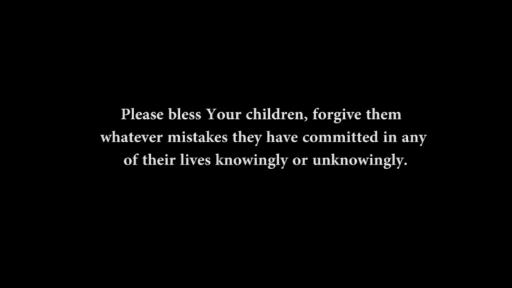 Please bless Your children, forgive them
whatever mistakes they have committed in any
of their lives knowingly or unknowingly.